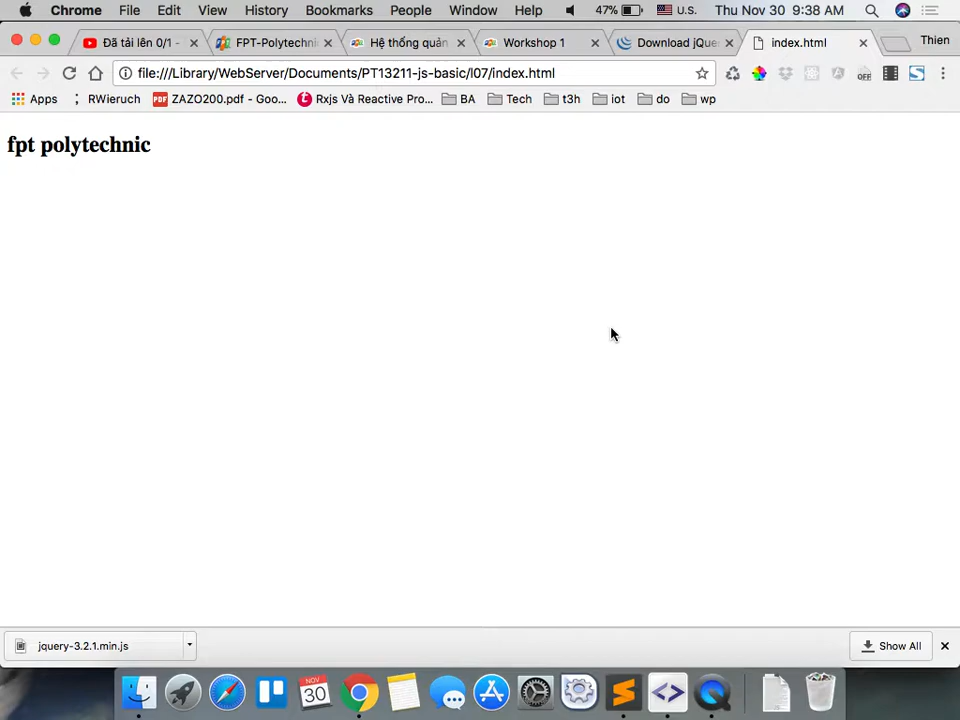 Chrome File Edit View History Bookmarks People Window Help 47% U.S. Thu Nov 30 9:38 AM
Đã tải lên 0/1 - FPT-Polytechni Hệ thống quản Workshop 1 Download jQue index.html Thien
file:///Library/WebServer/Documents/PT13211-js-basic/l07/index.html OFF
Apps RWieruch PDF ZAZO200.pdf - Goo... t Rxjs Và Reactive Pro... BA Tech t3h iot do wp
fpt polytechnic
jquery-3.2.1.min.js Show All
NOV
30